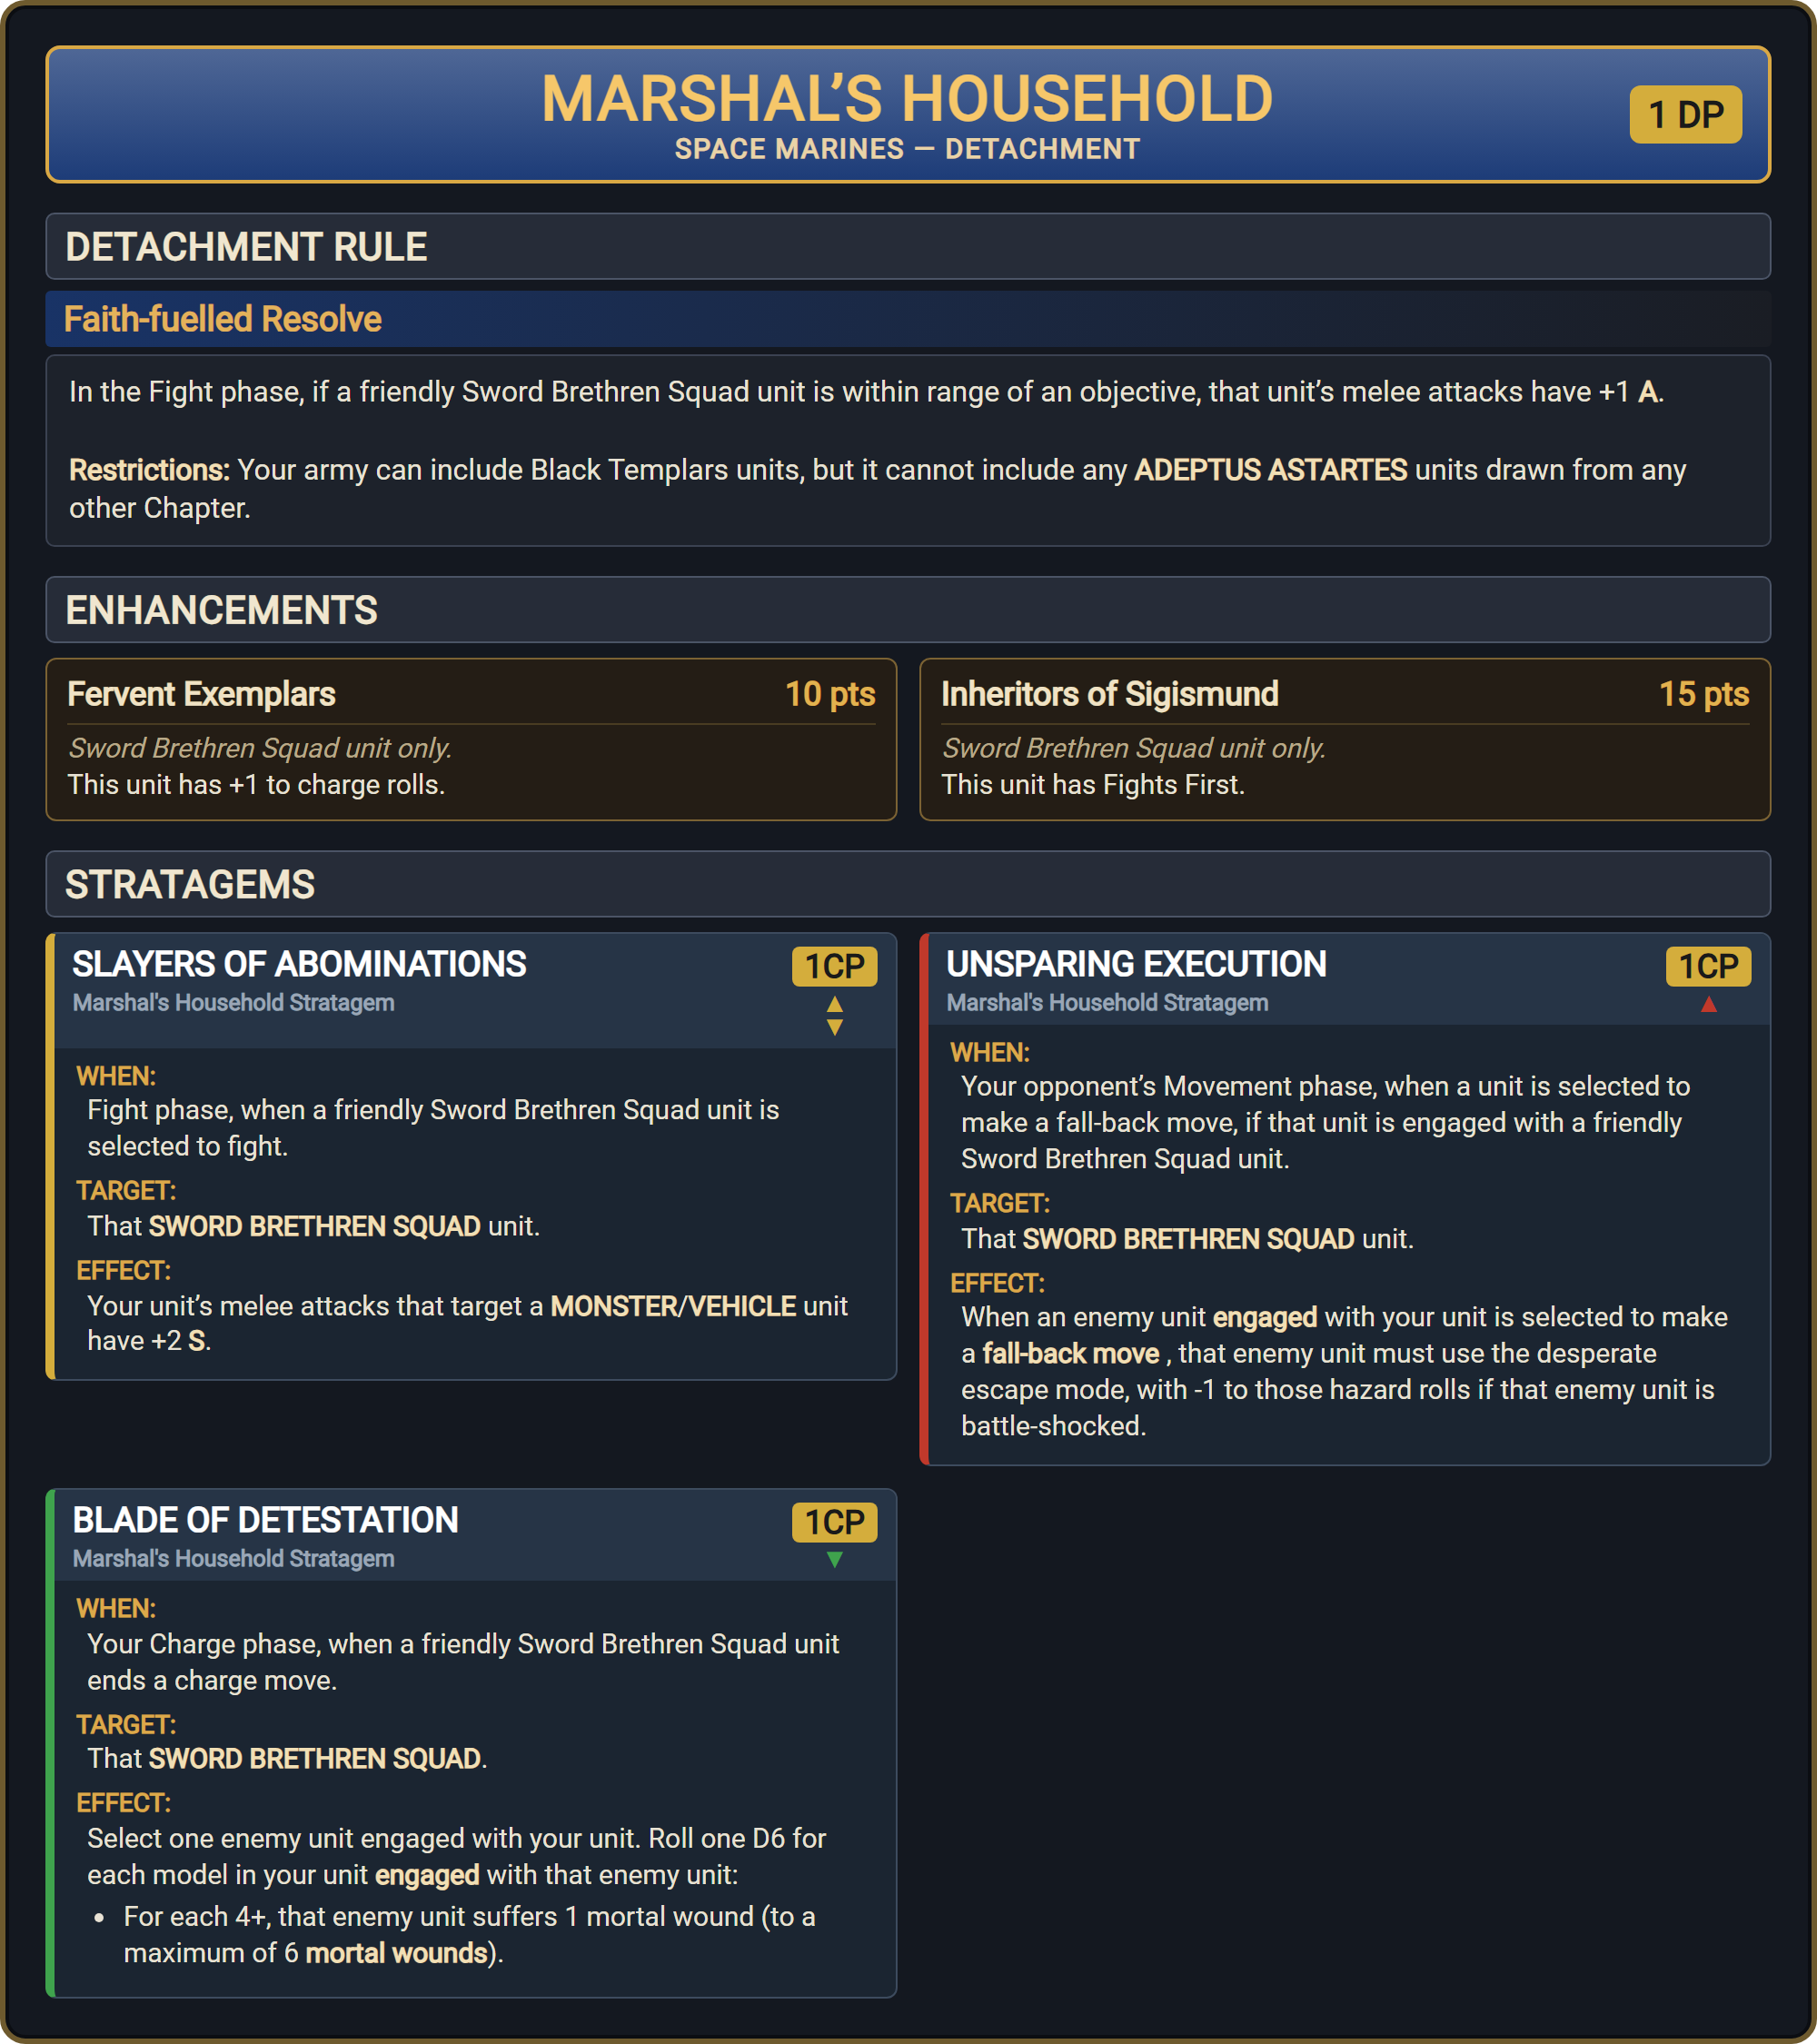 MARSHAL’S HOUSEHOLD
SPACE MARINES — DETACHMENT
1 DP
DETACHMENT RULE
Faith-fuelled Resolve
In the Fight phase, if a friendly Sword Brethren Squad unit is within range of an objective, that unit’s melee attacks have +1 A.
Restrictions: Your army can include Black Templars units, but it cannot include any ADEPTUS ASTARTES units drawn from any
other Chapter.
ENHANCEMENTS
Fervent Exemplars 10 pts
Sword Brethren Squad unit only.
This unit has +1 to charge rolls.
Inheritors of Sigismund 15 pts
Sword Brethren Squad unit only.
This unit has Fights First.
STRATAGEMS
SLAYERS OF ABOMINATIONS 1CP
Marshal's Household Stratagem
WHEN:
Fight phase, when a friendly Sword Brethren Squad unit is
selected to fight.
TARGET:
That SWORD BRETHREN SQUAD unit.
EFFECT:
Your unit’s melee attacks that target a MONSTER/VEHICLE unit
have +2 S.
UNSPARING EXECUTION 1CP
Marshal's Household Stratagem
WHEN:
Your opponent’s Movement phase, when a unit is selected to
make a fall-back move, if that unit is engaged with a friendly
Sword Brethren Squad unit.
TARGET:
That SWORD BRETHREN SQUAD unit.
EFFECT:
When an enemy unit engaged with your unit is selected to make
a fall-back move , that enemy unit must use the desperate
escape mode, with -1 to those hazard rolls if that enemy unit is
battle-shocked.
BLADE OF DETESTATION 1CP
Marshal's Household Stratagem
WHEN:
Your Charge phase, when a friendly Sword Brethren Squad unit
ends a charge move.
TARGET:
That SWORD BRETHREN SQUAD.
EFFECT:
Select one enemy unit engaged with your unit. Roll one D6 for
each model in your unit engaged with that enemy unit:
• For each 4+, that enemy unit suffers 1 mortal wound (to a
maximum of 6 mortal wounds).